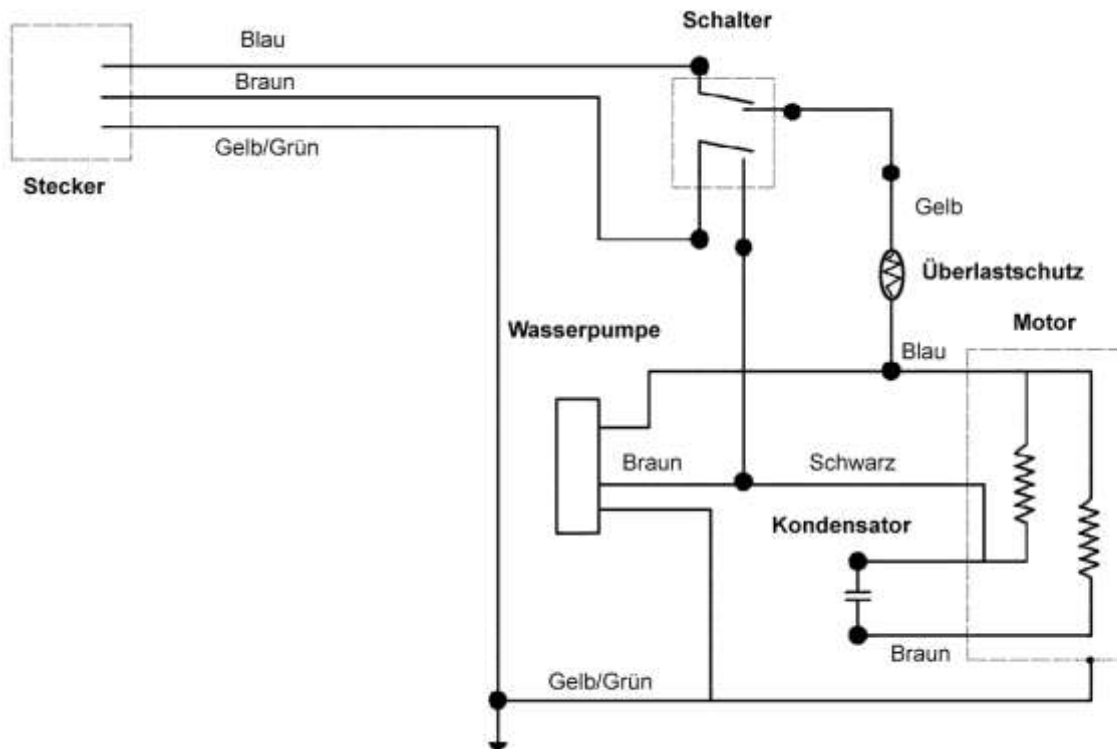 Schalter
Blau
Braun
Gelb/Grün
Stecker
Gelb
Überlastschutz
Wasserpumpe
Motor
Blau
Braun
Schwarz
Kondensator
Braun
Gelb/Grün